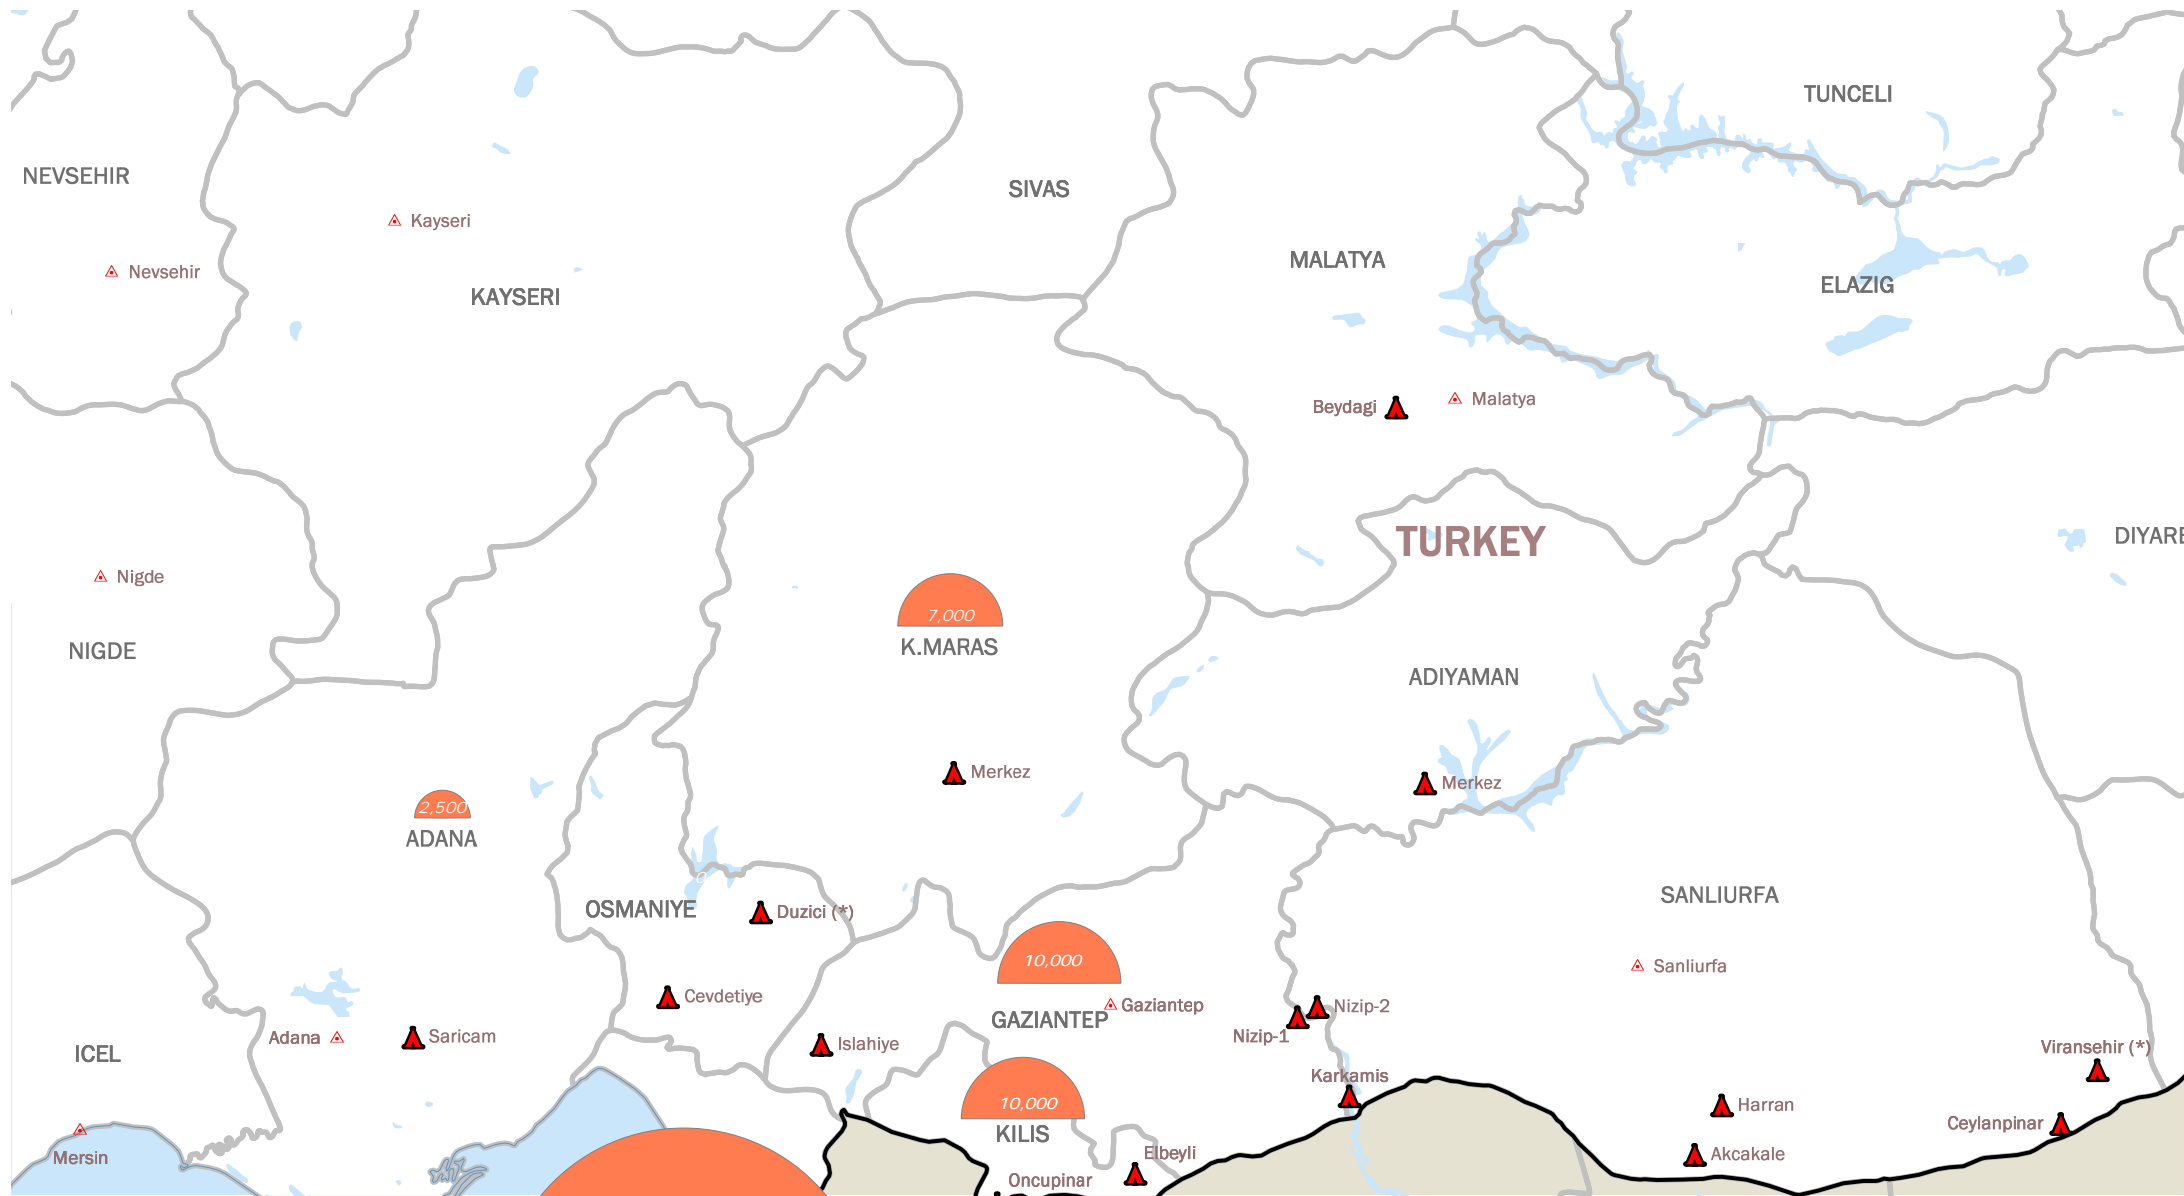 TUNCELI
NEVSEHIR
SIVAS
Kayseri
MALATYA
Nevsehir
ELAZIG
KAYSERI
Malatya
Beydagi
TURKEY
Nigde
7,000
K.MARAS
NIGDE
ADIYAMAN
Merkez
Merkez
2,500
ADANA
0
SANLIURFA
OSMANIYE
Duzici (*)
10,000
Sanliurfa
Cevdetiye
Gaziantep
Nizip-2
GAZIANTEP
Nizip-1
Adana
Saricam
Islahiye
Viransehir (*)
ICEL
Karkamis
10,000
Harran
Ceylanpinar
KILIS
Elbeyli
Akcakale
Mersin
Oncupinar